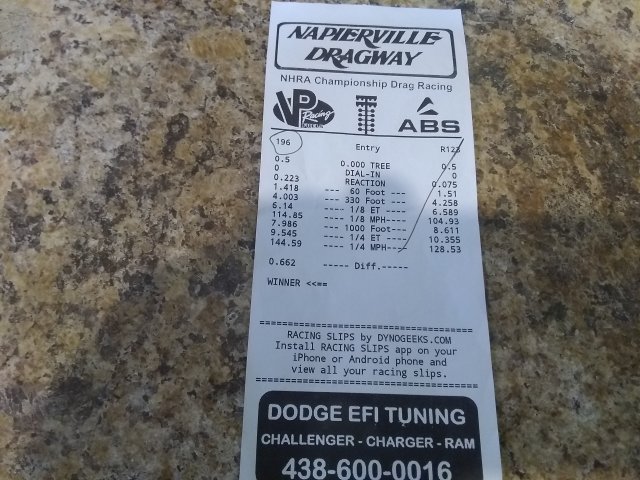 NAPIERVILLE
DRAGWAY
NHRA Championship Drag Racing
VP Racing ABS
196 Entry R123
0.5 0.000 TREE 0.5
0 DIAL-IN 0
0.223 REACTION 0.075
1.418 --- 60 Foot--- 1.51
4.003 --- 330 Foot---- 4.258
6.14 ---- 1/8 ET ---- 6.589
114.85 ---- 1/8 MPH---- 104.93
7.986 ---- 1000 Foot--- 8.611
9.545 ---- 1/4 ET ---- 10.355
144.59 ---- 1/4 MPH---- 128.53
0.662 ----- Diff.-----
WINNER <<==
========================================
RACING SLIPS by DYNOGEEKS.COM
Install RACING SLIPS app on your
iPhone or Android phone and
view all your racing slips.
========================================
DODGE EFI TUNING
CHALLENGER - CHARGER - RAM
438-600-0016